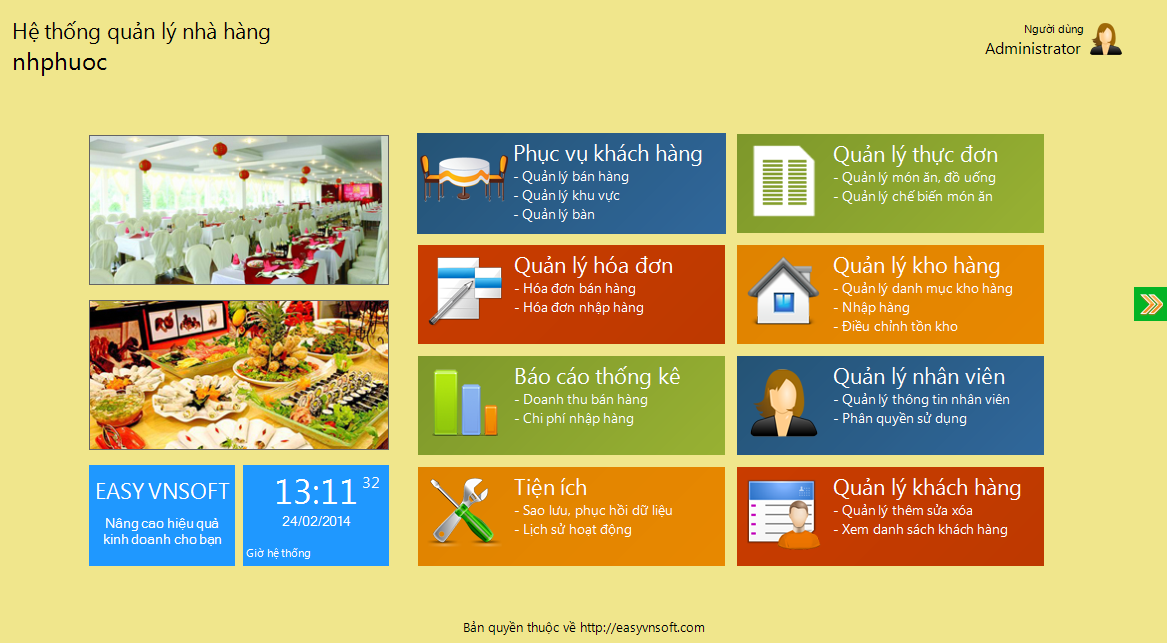 Hệ thống quản lý nhà hàng
nhphuoc
Người dùng
Administrator
Phục vụ khách hàng
- Quản lý bán hàng
- Quản lý khu vực
- Quản lý bàn
Quản lý thực đơn
- Quản lý món ăn, đồ uống
- Quản lý chế biến món ăn
Quản lý hóa đơn
- Hóa đơn bán hàng
- Hóa đơn nhập hàng
Quản lý kho hàng
- Quản lý danh mục kho hàng
- Nhập hàng
- Điều chỉnh tồn kho
Báo cáo thống kê
- Doanh thu bán hàng
- Chi phí nhập hàng
Quản lý nhân viên
- Quản lý thông tin nhân viên
- Phân quyền sử dụng
EASY VNSOFT
Nâng cao hiệu quả
kinh doanh cho bạn
13:11 32
24/02/2014
Giờ hệ thống
Tiện ích
- Sao lưu, phục hồi dữ liệu
- Lịch sử hoạt động
Quản lý khách hàng
- Quản lý thêm sửa xóa
- Xem danh sách khách hàng
Bản quyền thuộc về http://easyvnsoft.com